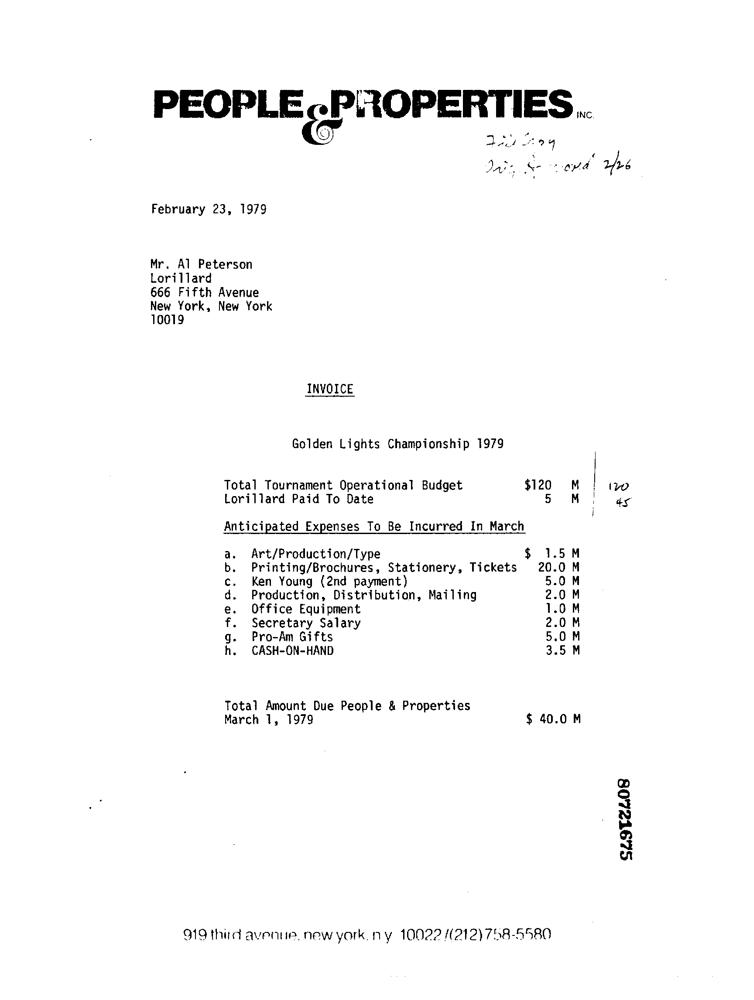 PEOPLE & PROPERTIES INC.
2/26
February 23, 1979
Mr. Al Peterson
Lorillard
666 Fifth Avenue
New York, New York
10019
INVOICE
Golden Lights Championship 1979
Total Tournament Operational Budget $120 M 120
Lorillard Paid To Date 5 M 45
Anticipated Expenses To Be Incurred In March
a. Art/Production/Type $ 1.5 M
b. Printing/Brochures, Stationery, Tickets 20.0 M
c. Ken Young (2nd payment) 5.0 M
d. Production, Distribution, Mailing 2.0 M
e. Office Equipment 1.0 M
f. Secretary Salary 2.0 M
g. Pro-Am Gifts 5.0 M
h. CASH-ON-HAND 3.5 M
Total Amount Due People & Properties
March 1, 1979 $ 40.0 M
80721675
919 third avenue, new york, n y 10022/(212)758-5580